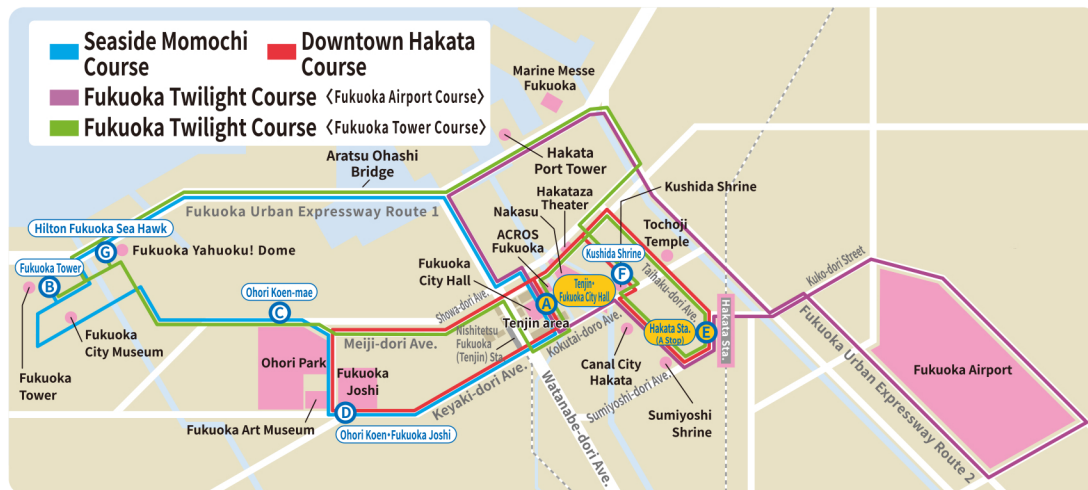 Seaside Momochi
Course
Downtown Hakata
Course
Fukuoka Twilight Course 〈Fukuoka Airport Course〉
Fukuoka Twilight Course 〈Fukuoka Tower Course〉
Marine Messe
Fukuoka
Aratsu Ohashi
Bridge
Hakata
Port Tower
Kushida Shrine
Hakataza
Theater
Nakasu
Fukuoka Urban Expressway Route 1
Hilton Fukuoka Sea Hawk
G
Fukuoka Yahuoku! Dome
Tochoji
Temple
ACROS
Fukuoka
Kushida Shrine
F
Fukuoka Tower
B
Fukuoka
City Hall
Tenjin･
Fukuoka City Hall
A
Taihaku-dori Ave.
Kuko-dori Street
Ohori Koen-mae
C
Showa-dori Ave.
Tenjin area
Kokutai-doro Ave.
Hakata Sta.
(A Stop)
E
Hakata Sta.
Fukuoka
City Museum
Meiji-dori Ave.
Nishitetsu
Fukuoka
(Tenjin) Sta.
Canal City
Hakata
Fukuoka
Tower
Ohori Park
Fukuoka
Joshi
Keyaki-dori Ave.
Watanabe-dori Ave.
Sumiyoshi-dori Ave.
Sumiyoshi
Shrine
Fukuoka Airport
Fukuoka Urban Expressway Route 2
Fukuoka Art Museum
D
Ohori Koen･Fukuoka Joshi